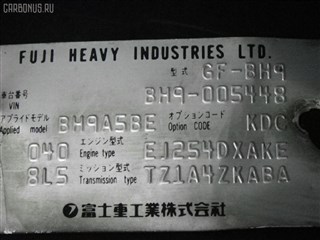 CARBONUS.RU
FUJI HEAVY INDUSTRIES LTD.
型式 GF-BH9
車台番号 VIN BH9-005448
アプライドモデル Applied model BH9A5BE オプションコード Option CODE KDC
040 エンジン型式 Engine type EJ254DXAKE
8L5 ミッション型式 Transmission type TZ1A4ZKABA
富士重工業株式会社